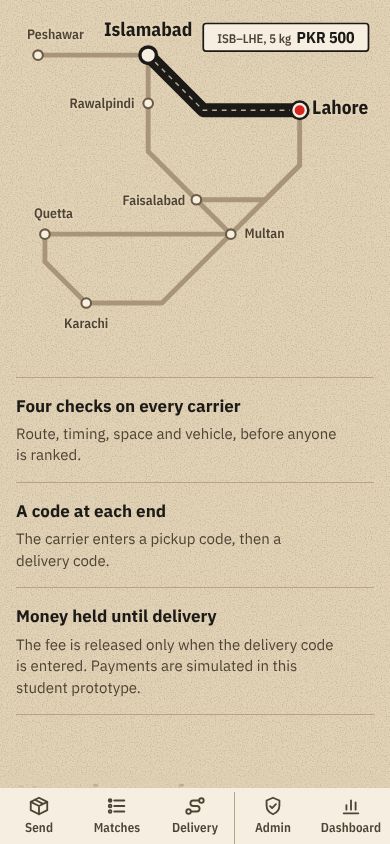 Peshawar
Islamabad
ISB–LHE, 5 kg PKR 500
Rawalpindi
Lahore
Faisalabad
Quetta
Multan
Karachi
Four checks on every carrier
Route, timing, space and vehicle, before anyone
is ranked.
A code at each end
The carrier enters a pickup code, then a
delivery code.
Money held until delivery
The fee is released only when the delivery code
is entered. Payments are simulated in this
student prototype.
Send
Matches
Delivery
Admin
Dashboard